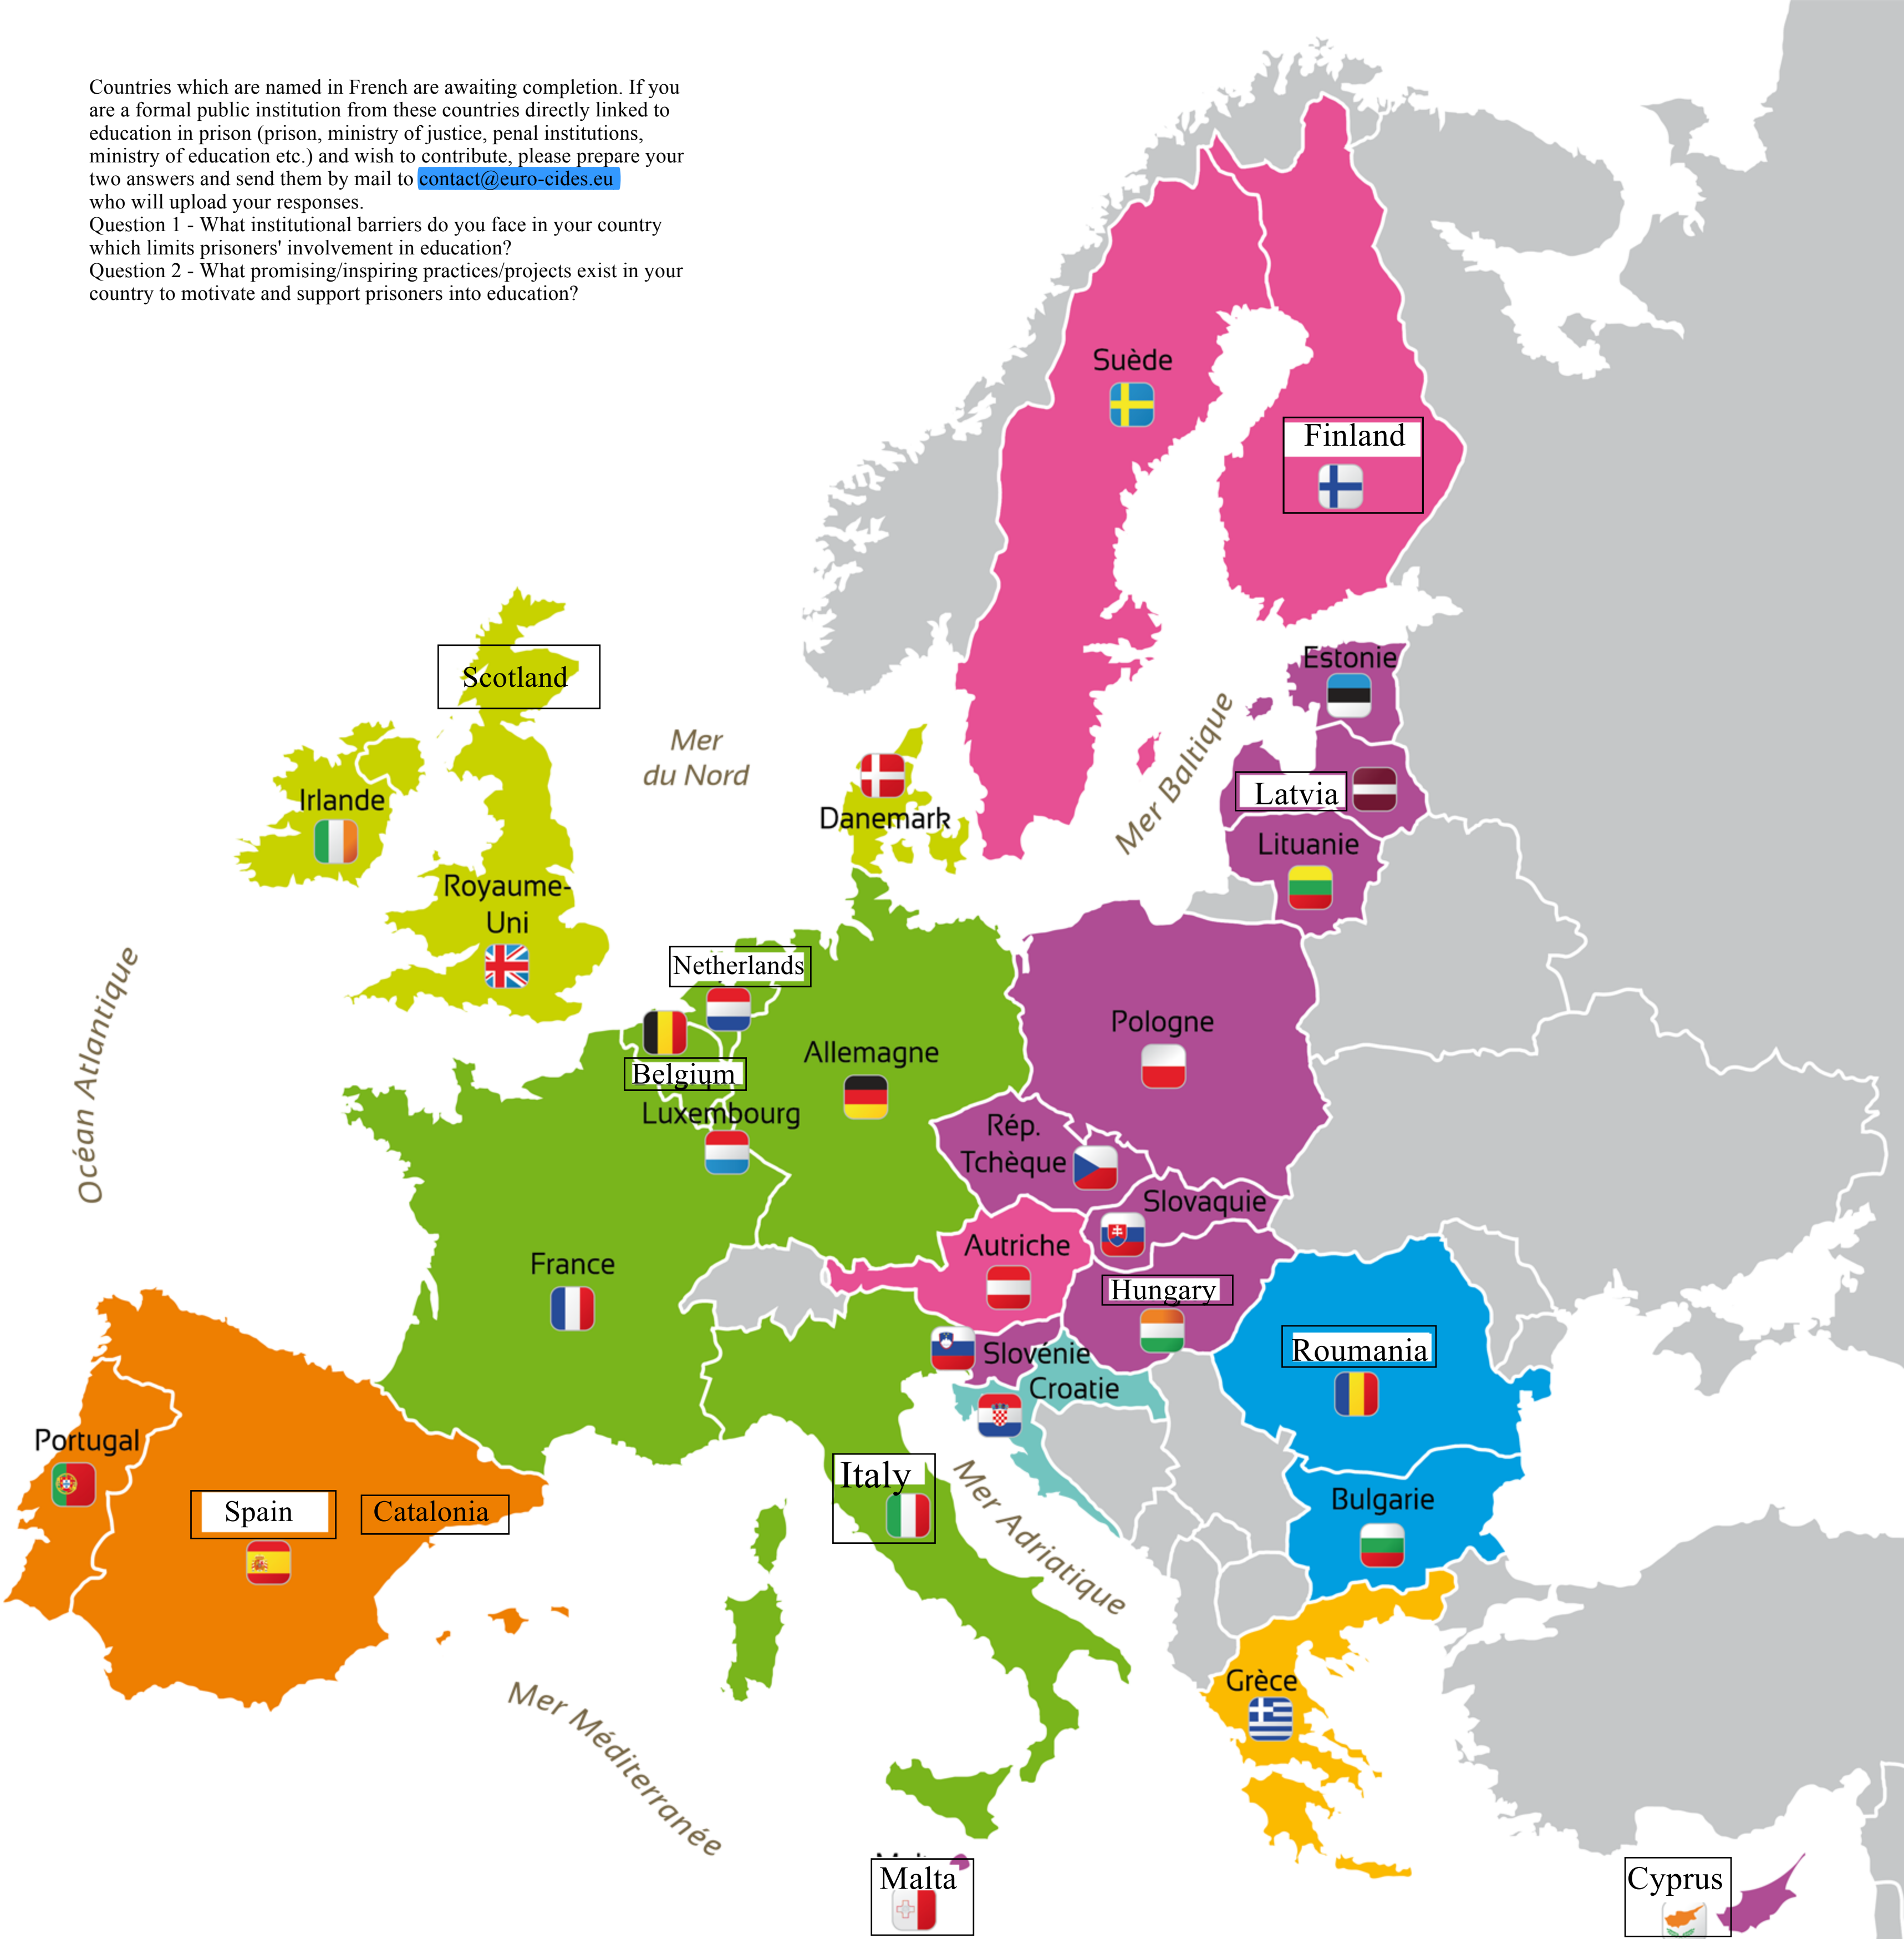 Countries which are named in French are awaiting completion. If you
are a formal public institution from these countries directly linked to
education in prison (prison, ministry of justice, penal institutions,
ministry of education etc.) and wish to contribute, please prepare your
two answers and send them by mail to contact@euro-cides.eu
who will upload your responses.
Question 1 - What institutional barriers do you face in your country
which limits prisoners' involvement in education?
Question 2 - What promising/inspiring practices/projects exist in your
country to motivate and support prisoners into education?
Suède
Finland
Scotland
Estonie
Mer
du Nord
Mer Baltique
Irlande
Danemark
Latvia
Lituanie
Royaume-
Uni
Océan Atlantique
Netherlands
Pologne
Allemagne
Belgium
Luxembourg
Rép.
Tchèque
Slovaquie
Autriche
France
Hungary
Slovénie
Roumania
Croatie
Portugal
Italy
Spain
Catalonia
Mer Adriatique
Bulgarie
Grèce
Mer Méditerranée
Malta
Cyprus